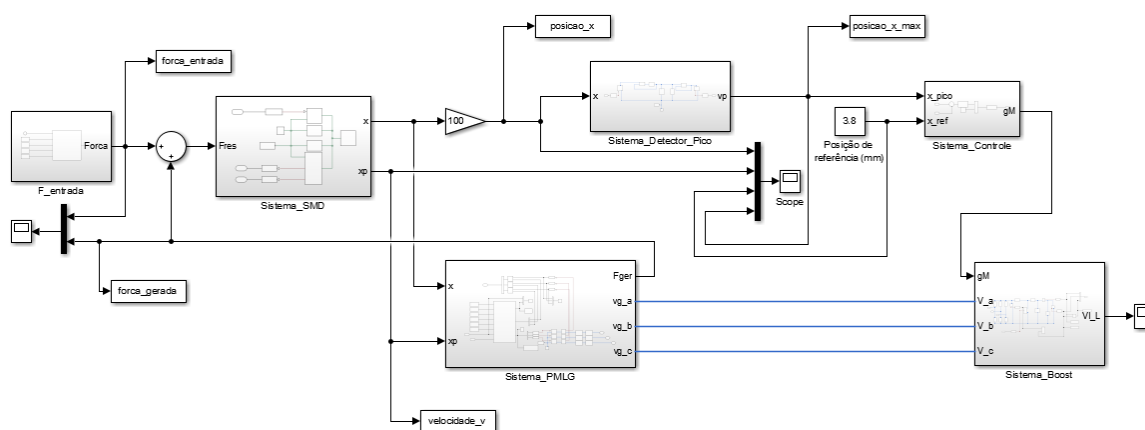 posicao_x
posicao_x_max
forca_entrada
Forca
F_entrada
+
+
Fres
x
xp
Sistema_SMD
100
x
vp
Sistema_Detector_Pico
3.8
Posição de
referência (mm)
x_pico
x_ref
gM
Sistema_Controle
Scope
forca_gerada
x
xp
Fger
vg_a
vg_b
vg_c
Sistema_PMLG
gM
V_a
V_b
V_c
VI_L
Sistema_Boost
velocidade_v